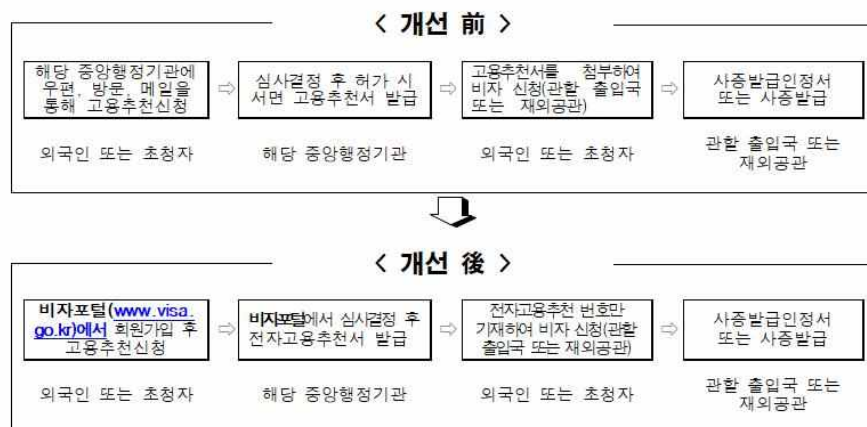 < 개선 前 >
해당 중앙행정기관에
우편, 방문, 메일을
통해 고용추천신청
⇨
심사결정 후 허가 시
서면 고용추천서 발급
⇨
고용추천서를 첨부하여
비자 신청(관할 출입국
또는 재외공관)
⇨
사증발급인정서
또는 사증발급
외국인 또는 초청자
해당 중앙행정기관
외국인 또는 초청자
관할 출입국 또는
재외공관
< 개선 後 >
비자포털(www.visa.
go.kr)에서 회원가입 후
고용추천신청
⇨
비자포털에서 심사결정 후
전자고용추천서 발급
⇨
전자고용추천 번호만
기재하여 비자 신청(관할
출입국 또는 재외공관)
⇨
사증발급인정서
또는 사증발급
외국인 또는 초청자
해당 중앙행정기관
외국인 또는 초청자
관할 출입국 또는
재외공관